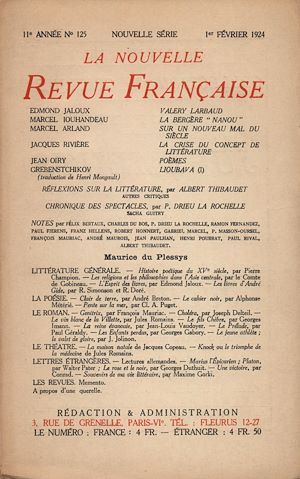 11e ANNÉE No 125 NOUVELLE SÉRIE 1er FÉVRIER 1924
LA NOUVELLE
REVUE FRANÇAISE
EDMOND JALOUX VALERY LARBAUD
MARCEL JOUHANDEAU LA BERGÈRE "NANOU"
MARCEL ARLAND SUR UN NOUVEAU MAL DU
SIÈCLE
JACQUES RIVIÈRE LA CRISE DU CONCEPT DE
LITTÉRATURE
JEAN OIRY POÈMES
GREBENSTCHIKOV LIOUBAVA (I)
(traduction de Henri Mongault)
RÉFLEXIONS SUR LA LITTÉRATURE, par ALBERT THIBAUDET
AUTRES CRITIQUES
CHRONIQUE DES SPECTACLES, par P. DRIEU LA ROCHELLE
SACHA GUITRY
NOTES par FÉLIX BERTAUX, CHARLES DU BOS, P. DRIEU LA ROCHELLE, RAMON FERNANDEZ,
PAUL FIERENS, FRANZ HELLENS, ROBERT HONNERT, GABRIEL MARCEL, P. MASSON-OURSEL,
FRANÇOIS MAURIAC, ANDRÉ MAUROIS, JEAN PAULHAN, HENRI POURRAT, PAUL RIVAL,
ALBERT THIBAUDET.
Maurice du Plessys
LITTÉRATURE GÉNÉRALE. — Histoire poétique du XVe siècle, par Pierre
Champion. — Les religions et les philosophies dans l'Asie centrale, par le Comte
de Gobineau. — L'Esprit des livres, par Edmond Jaloux. — Les livres d'André
Gide, par R. Simonson et R. Doré.
LA POÉSIE. — Clair de terre, par André Breton. — Le cahier noir, par Alphonse
Métérié. — Pente sur la mer, par Cl. A. Puget.
LE ROMAN. — Genitrix, par François Mauriac. — Choléra, par Joseph Delteil. —
Le vin blanc de la Villette, par Jules Romains. — Le fils Chèbre, par Georges
Imann. — La reine évanouie, par Jean-Louis Vaudoyer. — Le Prélude, par
Paul Géraldy. — Les Enfants perdus, par Georges Gabory. — Le jeune athlète ;
le volat de gloire, par J. Jolinon.
LE THÉATRE. — La maison natale de Jacques Copeau. — Knock ou le triomphe de
la médecine de Jules Romains.
LETTRES ÉTRANGÈRES. — Lectures allemandes. — Marius l'Épicurien ; Platon,
par Walter Pater ; Le rose et le noir, par Georges Duthuit. — Une victoire, par
Conrad. — Souvenirs de ma vie littéraire, par Maxime Gorki.
LES REVUES. Memento.
A propos d'une querelle.
RÉDACTION & ADMINISTRATION
3, RUE DE GRENELLE, PARIS-VIe. TÉL. : FLEURUS 12-27
LE NUMÉRO : FRANCE : 4 FR. — ÉTRANGER : 4 FR. 50